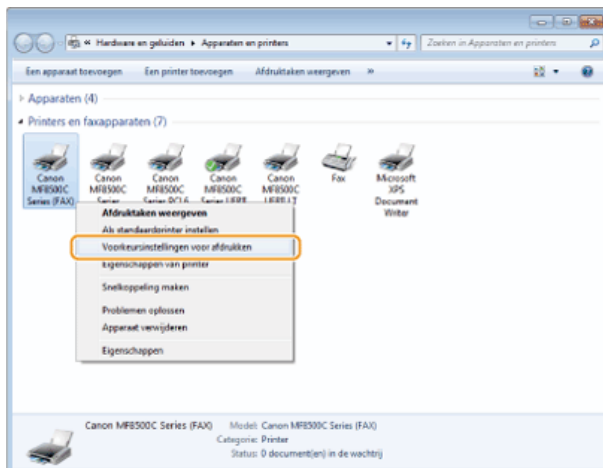 « Hardware en geluiden ▸ Apparaten en printers
Zoeken in Apparaten en printers
Een apparaat toevoegen Een printer toevoegen Afdruktaken weergeven »
Apparaten (4)
Printers en faxapparaten (7)
Canon MF8500C Series (FAX)
Canon MF8500C Series
Canon MF8500C Series PCL6
Canon MF8500C Series UFRII
Canon MF8500C UFRII LT
Fax
Microsoft XPS Document Writer
Afdruktaken weergeven
Als standaardprinter instellen
Voorkeursinstellingen voor afdrukken
Eigenschappen van printer
Snelkoppeling maken
Problemen oplossen
Apparaat verwijderen
Eigenschappen
Canon MF8500C Series (FAX) Model: Canon MF8500C Series (FAX)
Categorie: Printer
Status: 0 document(en) in de wachtrij